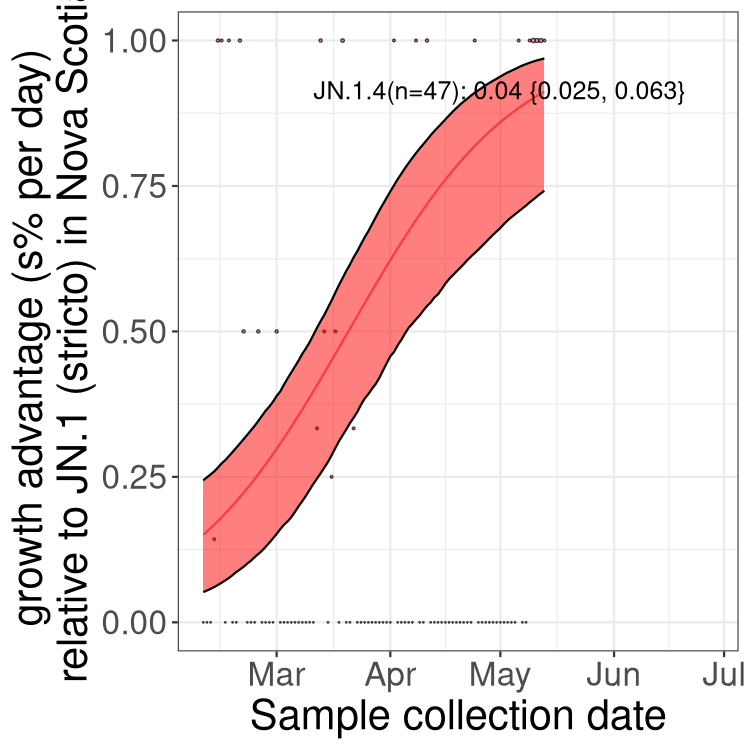 growth advantage (s% per day)
relative to JN.1 (stricto) in Nova Scotia
1.00
0.75
0.50
0.25
0.00
JN.1.4(n=47): 0.04 {0.025, 0.063}
Mar Apr May Jun Jul
Sample collection date